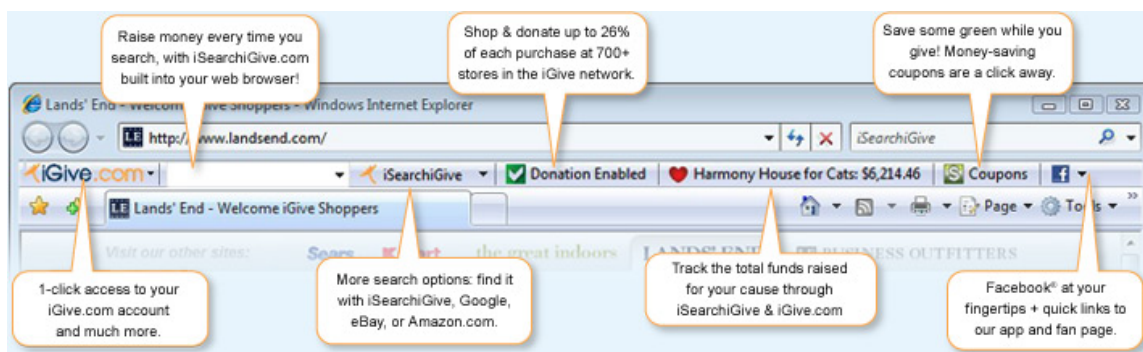 Raise money every time you
search, with iSearchiGive.com
built into your web browser!
Shop & donate up to 26%
of each purchase at 700+
stores in the iGive network.
Save some green while you
give! Money-saving
coupons are a click away.
Lands' End - Welcome iGive Shoppers - Windows Internet Explorer
LE http://www.landsend.com/ iSearchiGive
iGive.com iSearchiGive Donation Enabled Harmony House for Cats: $6,214.46 S Coupons f
LE Lands' End - Welcome iGive Shoppers Page Tools
Visit our other sites: Sears the great indoors LANDS' END BUSINESS OUTFITTERS
1-click access to your
iGive.com account
and much more.
More search options: find it
with iSearchiGive, Google,
eBay, or Amazon.com.
Track the total funds raised
for your cause through
iSearchiGive & iGive.com
Facebook® at your
fingertips + quick links to
our app and fan page.